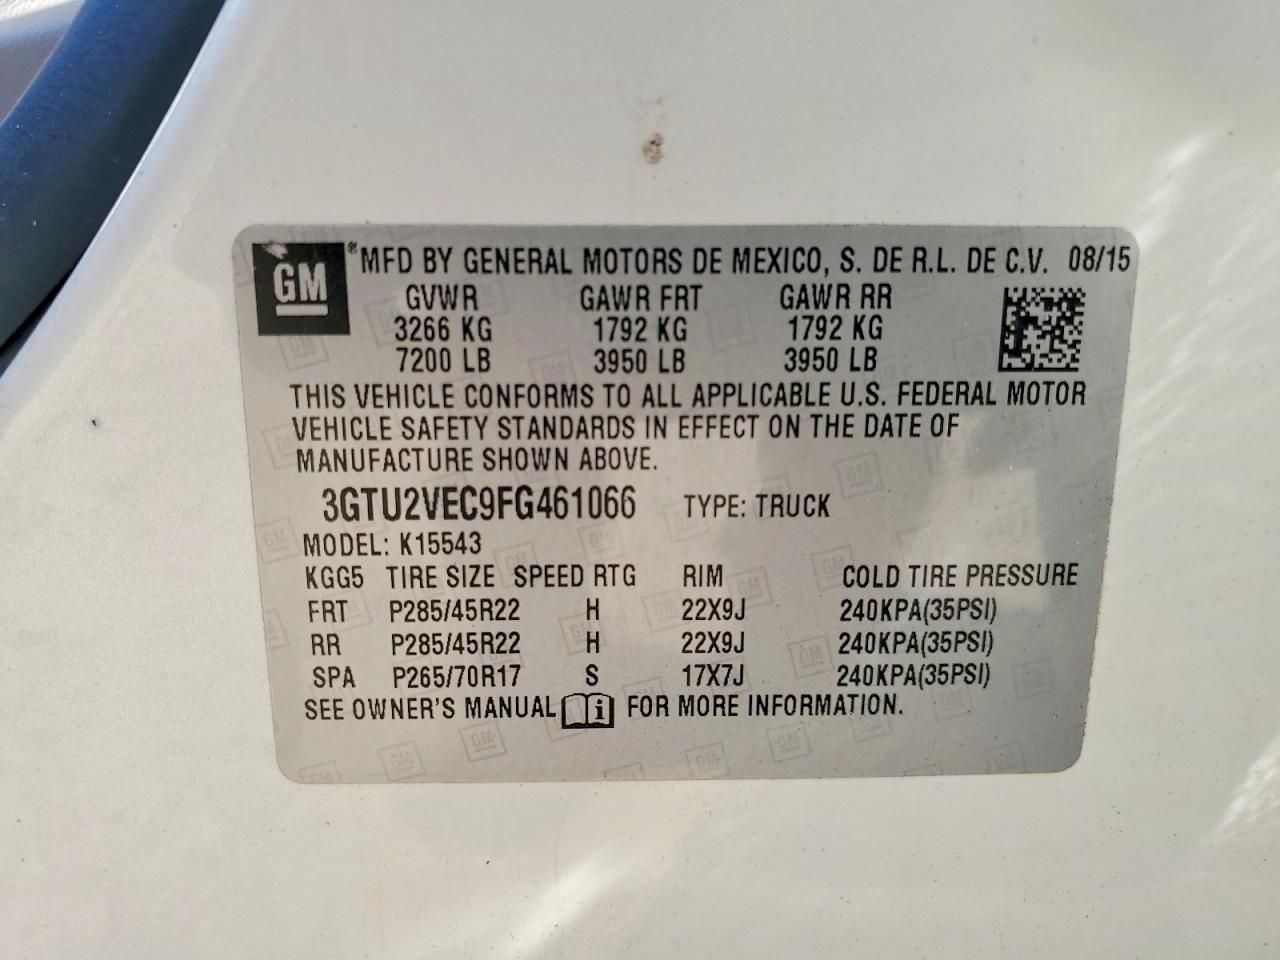 GM ® MFD BY GENERAL MOTORS DE MEXICO, S. DE R.L. DE C.V. 08/15
GVWR GAWR FRT GAWR RR
3266 KG 1792 KG 1792 KG
7200 LB 3950 LB 3950 LB
THIS VEHICLE CONFORMS TO ALL APPLICABLE U.S. FEDERAL MOTOR
VEHICLE SAFETY STANDARDS IN EFFECT ON THE DATE OF
MANUFACTURE SHOWN ABOVE.
3GTU2VEC9FG461066 TYPE: TRUCK
MODEL: K15543
KGG5 TIRE SIZE SPEED RTG RIM COLD TIRE PRESSURE
FRT P285/45R22 H 22X9J 240KPA(35PSI)
RR P285/45R22 H 22X9J 240KPA(35PSI)
SPA P265/70R17 S 17X7J 240KPA(35PSI)
SEE OWNER'S MANUAL i FOR MORE INFORMATION.